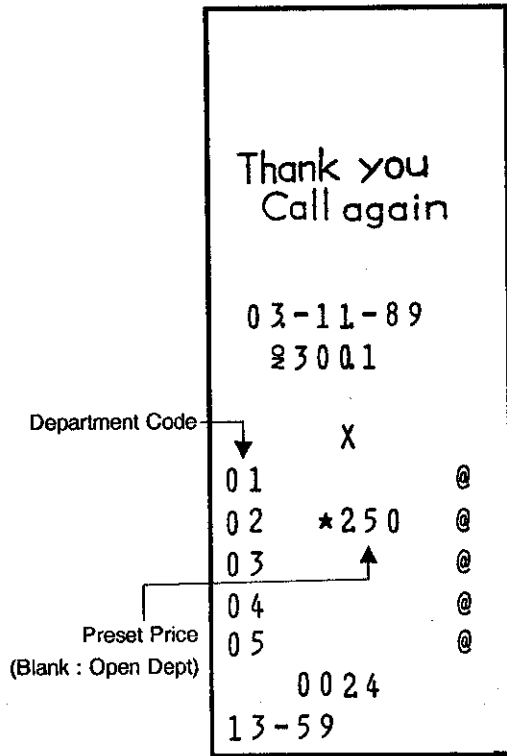 Thank you
Call again
03-11-89
№3001
Department Code
X
01 @
02 *250 @
03 @
04 @
Preset Price
05 @
(Blank : Open Dept)
0024
13-59